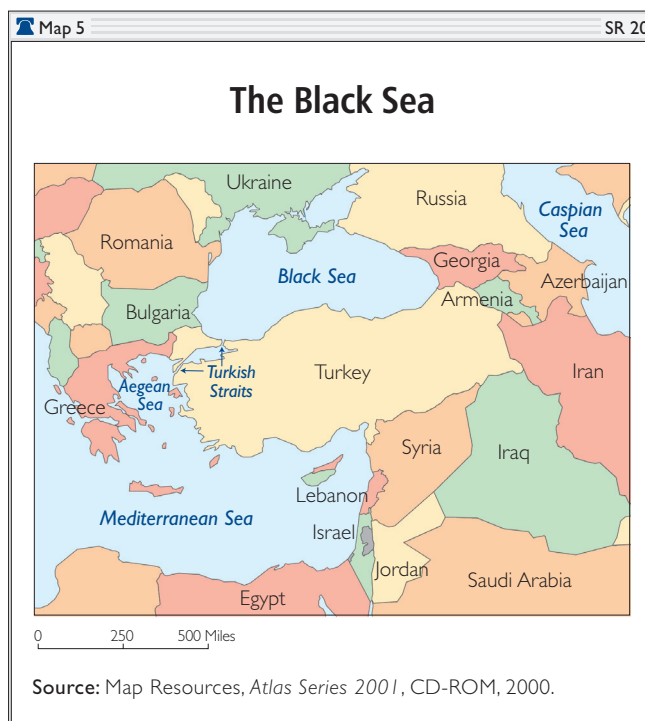 Map 5
SR 20
The Black Sea
Ukraine
Russia
Caspian
Sea
Romania
Black Sea
Georgia
Azerbaijan
Armenia
Bulgaria
Turkish
Straits
Turkey
Iran
Aegean
Sea
Greece
Syria
Iraq
Lebanon
Mediterranean Sea
Israel
Jordan
Saudi Arabia
Egypt
0 250 500 Miles
Source: Map Resources, Atlas Series 2001, CD-ROM, 2000.